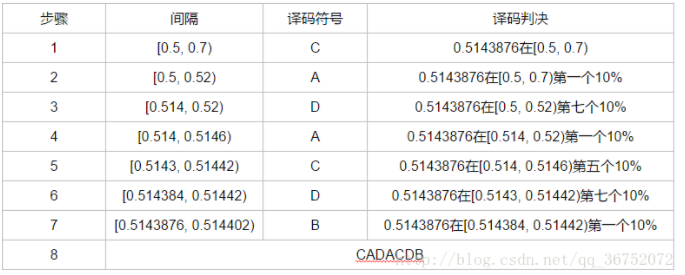 步骤 间隔 译码符号 译码判决
1 [0.5, 0.7) C 0.5143876在[0.5, 0.7)
2 [0.5, 0.52) A 0.5143876在[0.5, 0.7)第一个10%
3 [0.514, 0.52) D 0.5143876在[0.5, 0.52)第七个10%
4 [0.514, 0.5146) A 0.5143876在[0.514, 0.52)第一个10%
5 [0.5143, 0.51442) C 0.5143876在[0.514, 0.5146)第五个10%
6 [0.514384, 0.51442) D 0.5143876在[0.5143, 0.51442)第七个10%
7 [0.5143876, 0.514402) B 0.5143876在[0.514384, 0.51442)第一个10%
8 CADACDB
http://blog.csdn.net/qq_36752072